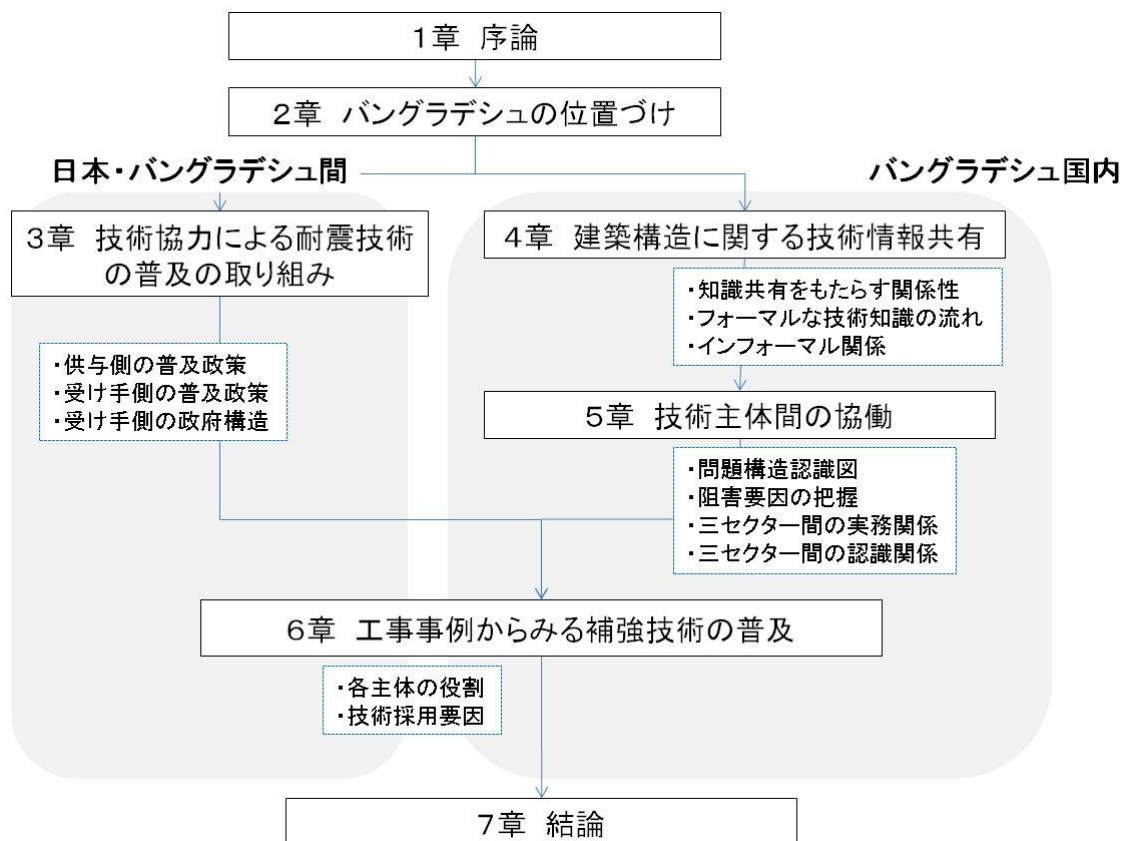 1章 序論
2章 バングラデシュの位置づけ
日本・バングラデシュ間
バングラデシュ国内
3章 技術協力による耐震技術
の普及の取り組み
・供与側の普及政策
・受け手側の普及政策
・受け手側の政府構造
4章 建築構造に関する技術情報共有
・知識共有をもたらす関係性
・フォーマルな技術知識の流れ
・インフォーマル関係
5章 技術主体間の協働
・問題構造認識図
・阻害要因の把握
・三セクター間の実務関係
・三セクター間の認識関係
6章 工事事例からみる補強技術の普及
・各主体の役割
・技術採用要因
7章 結論